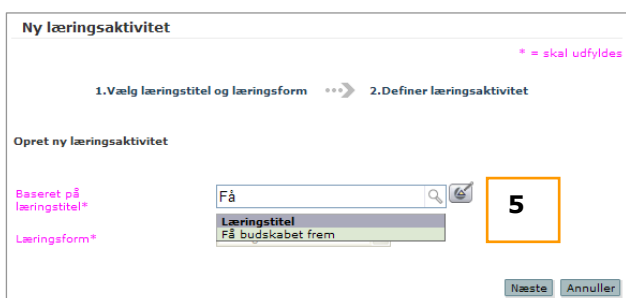 Ny læringsaktivitet
* = skal udfyldes
1.Vælg læringstitel og læringsform
2.Definer læringsaktivitet
Opret ny læringsaktivitet
Baseret på
læringstitel*
Få
5
Læringstitel
Få budskabet frem
Læringsform*
Næste
Annuller